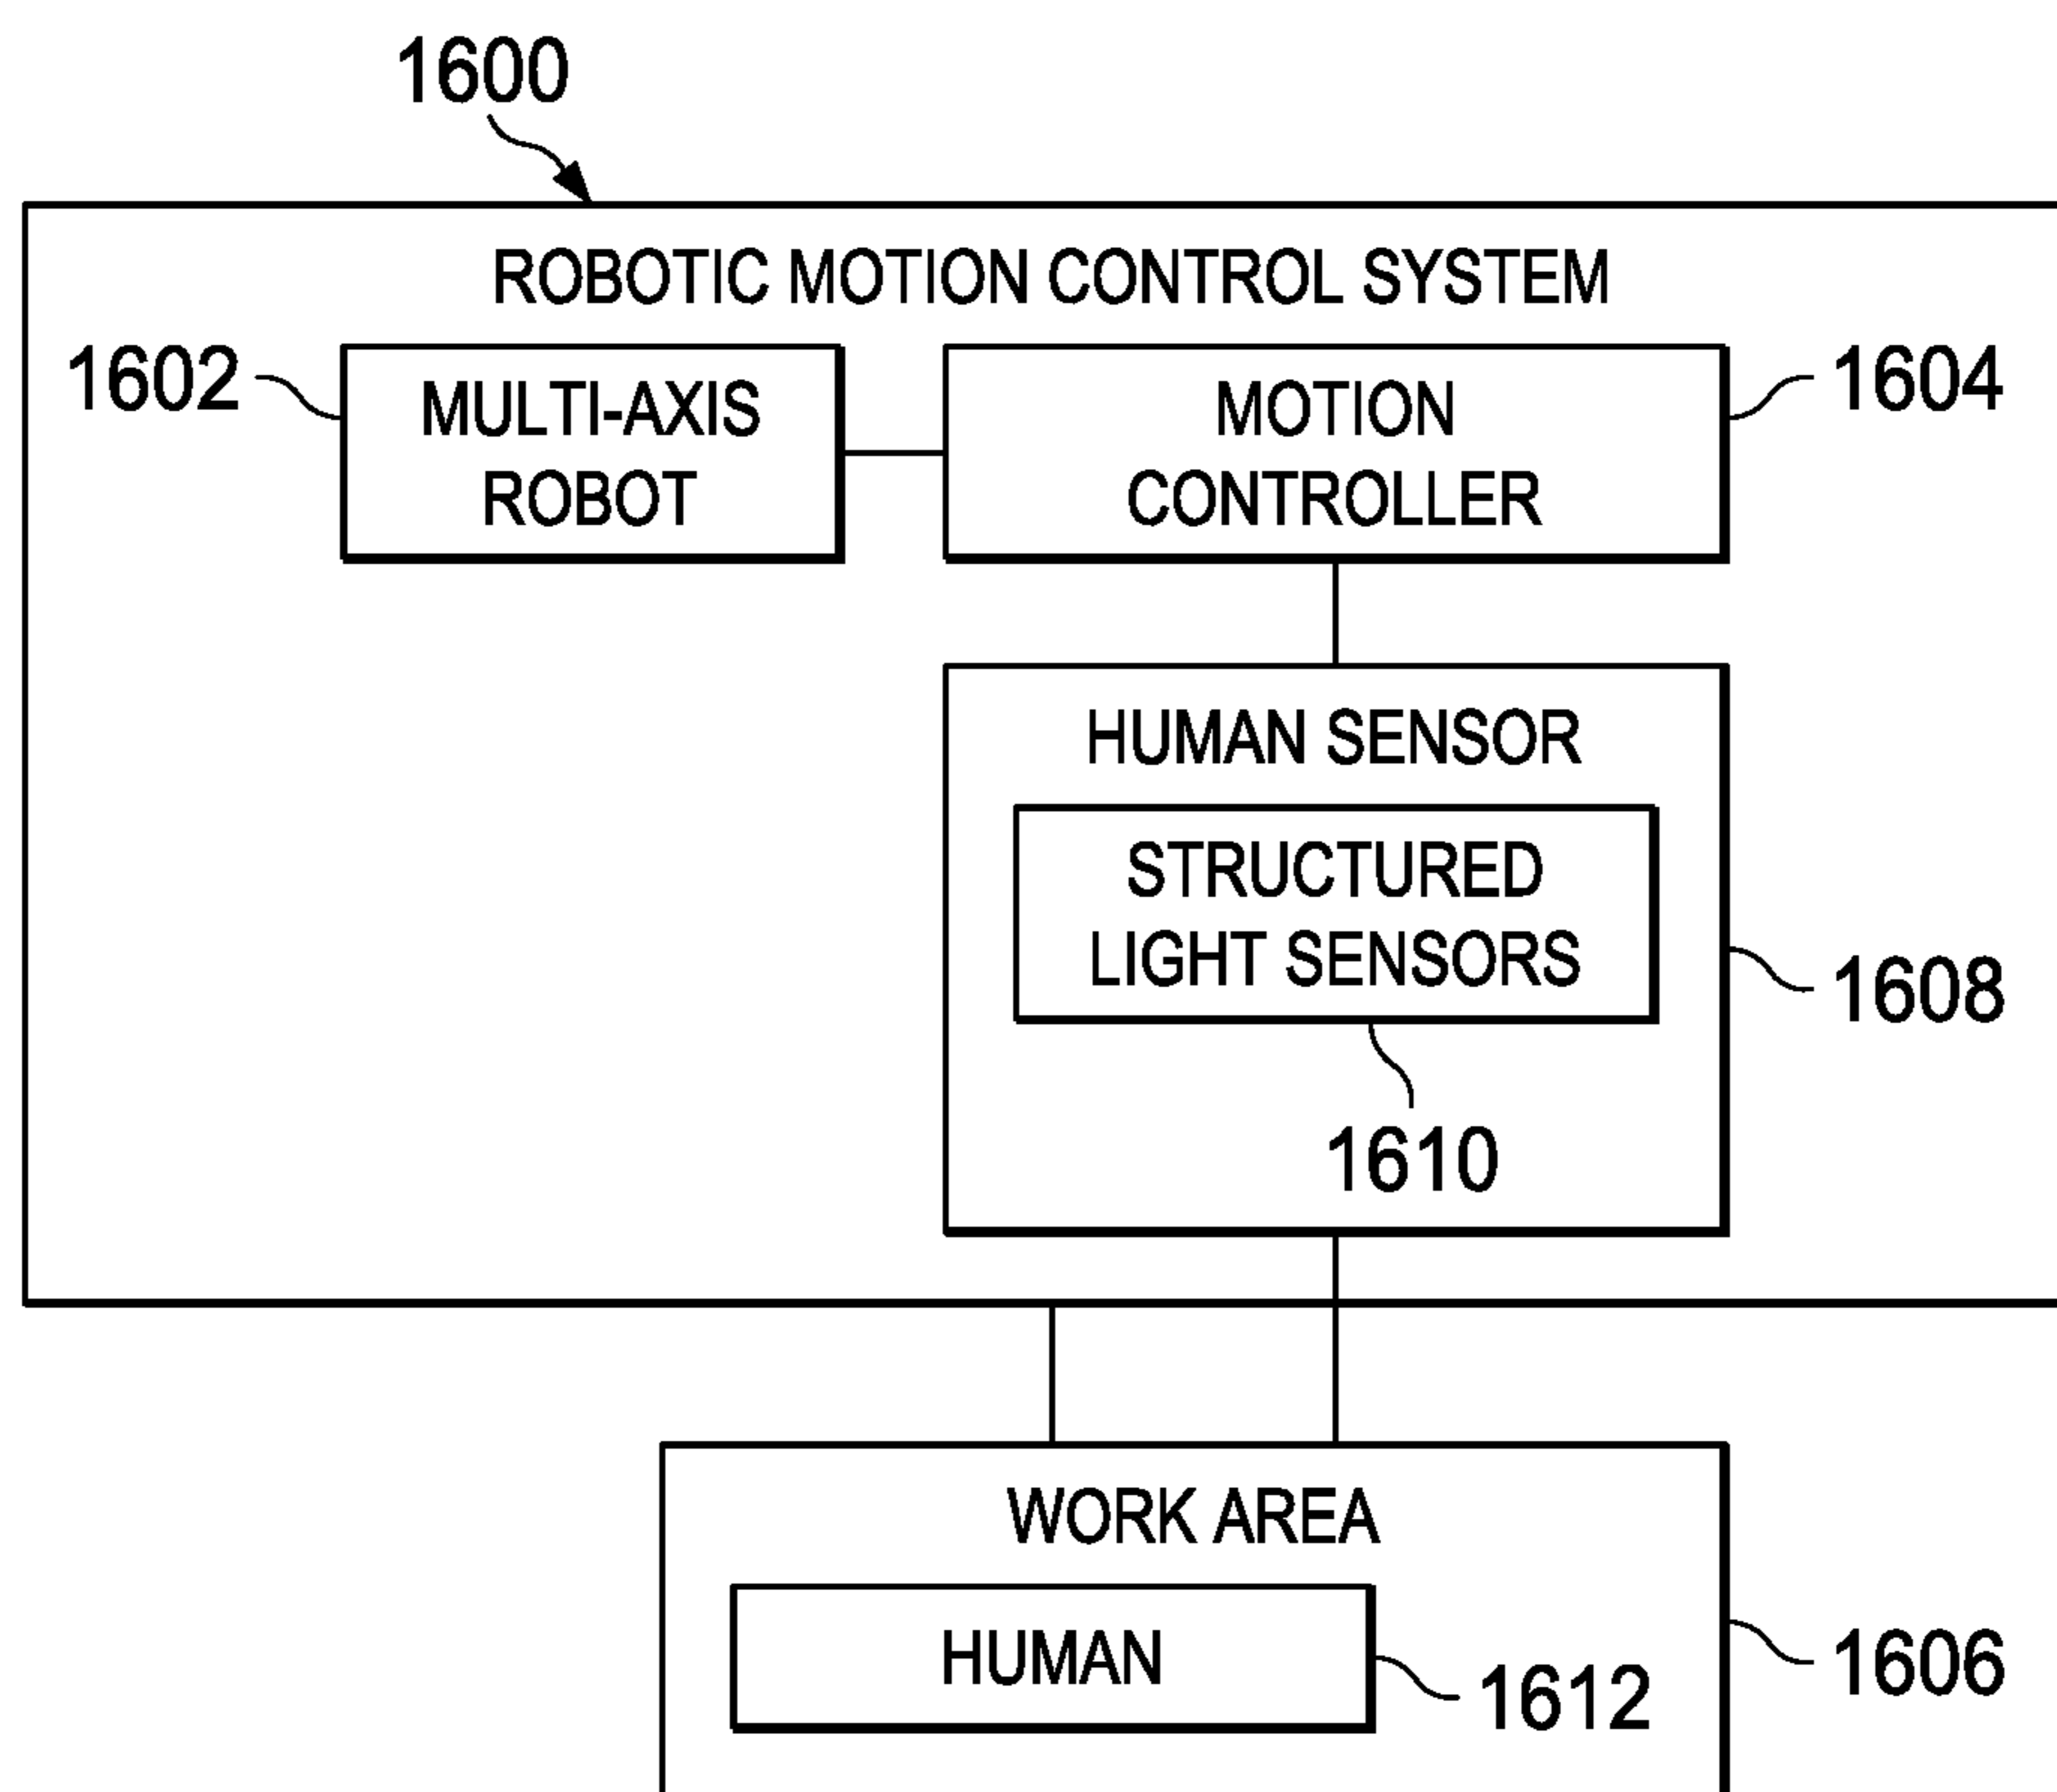 1600
ROBOTIC MOTION CONTROL SYSTEM
1602
MULTI-AXIS
ROBOT
MOTION
CONTROLLER
1604
HUMAN SENSOR
STRUCTURED
LIGHT SENSORS
1608
1610
WORK AREA
HUMAN
1612
1606